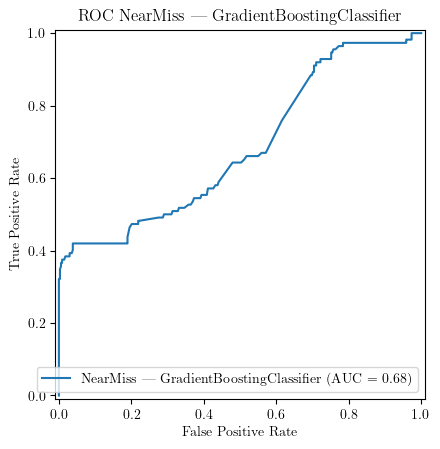 ROC NearMiss — GradientBoostingClassifier
1.0
0.8
0.6
0.4
0.2
0.0
True Positive Rate
NearMiss — GradientBoostingClassifier (AUC = 0.68)
0.0 0.2 0.4 0.6 0.8 1.0
False Positive Rate